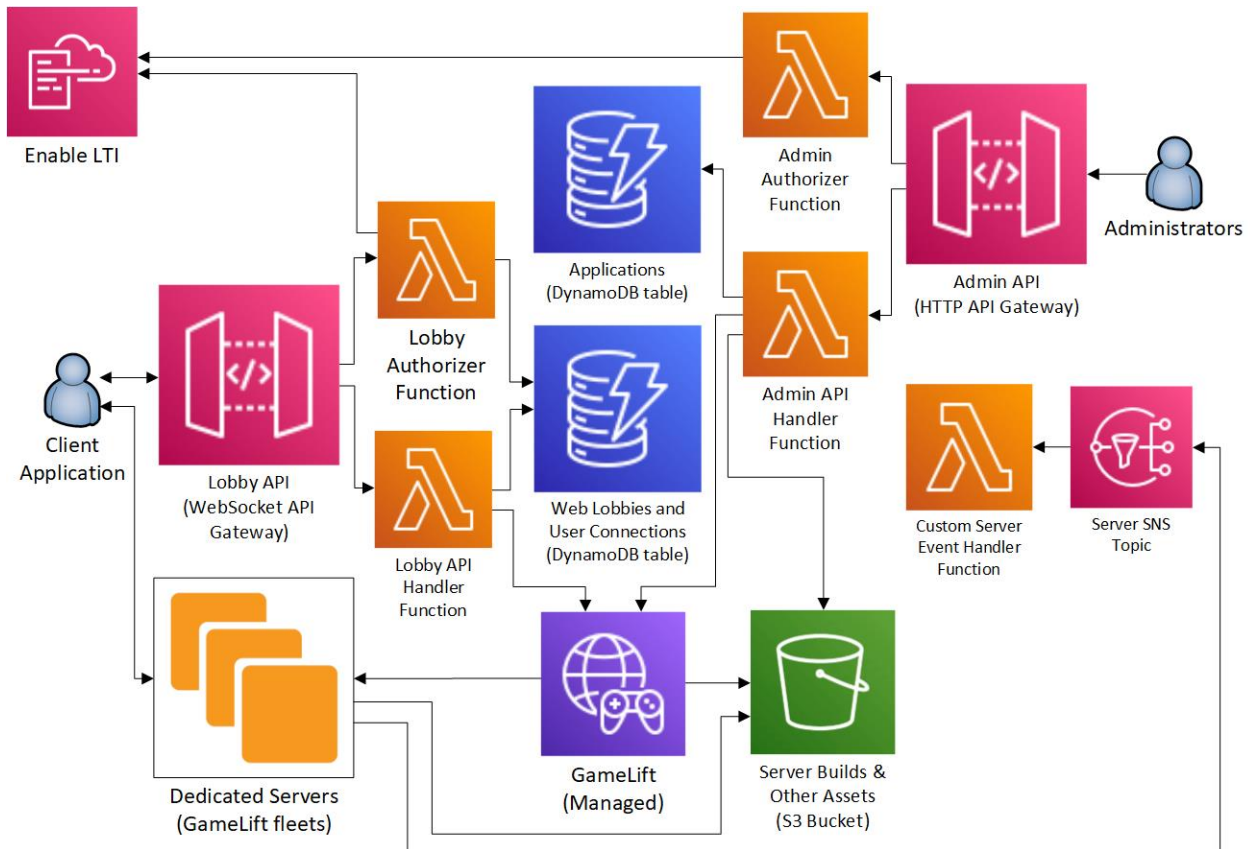 Enable LTI
Admin
Authorizer
Function
Administrators
Admin API
(HTTP API Gateway)
Applications
(DynamoDB table)
Lobby
Authorizer
Function
Admin API
Handler
Function
Client
Application
Lobby API
(WebSocket API
Gateway)
Web Lobbies and
User Connections
(DynamoDB table)
Lobby API
Handler
Function
Custom Server
Event Handler
Function
Server SNS
Topic
Dedicated Servers
(GameLift fleets)
GameLift
(Managed)
Server Builds &
Other Assets
(S3 Bucket)